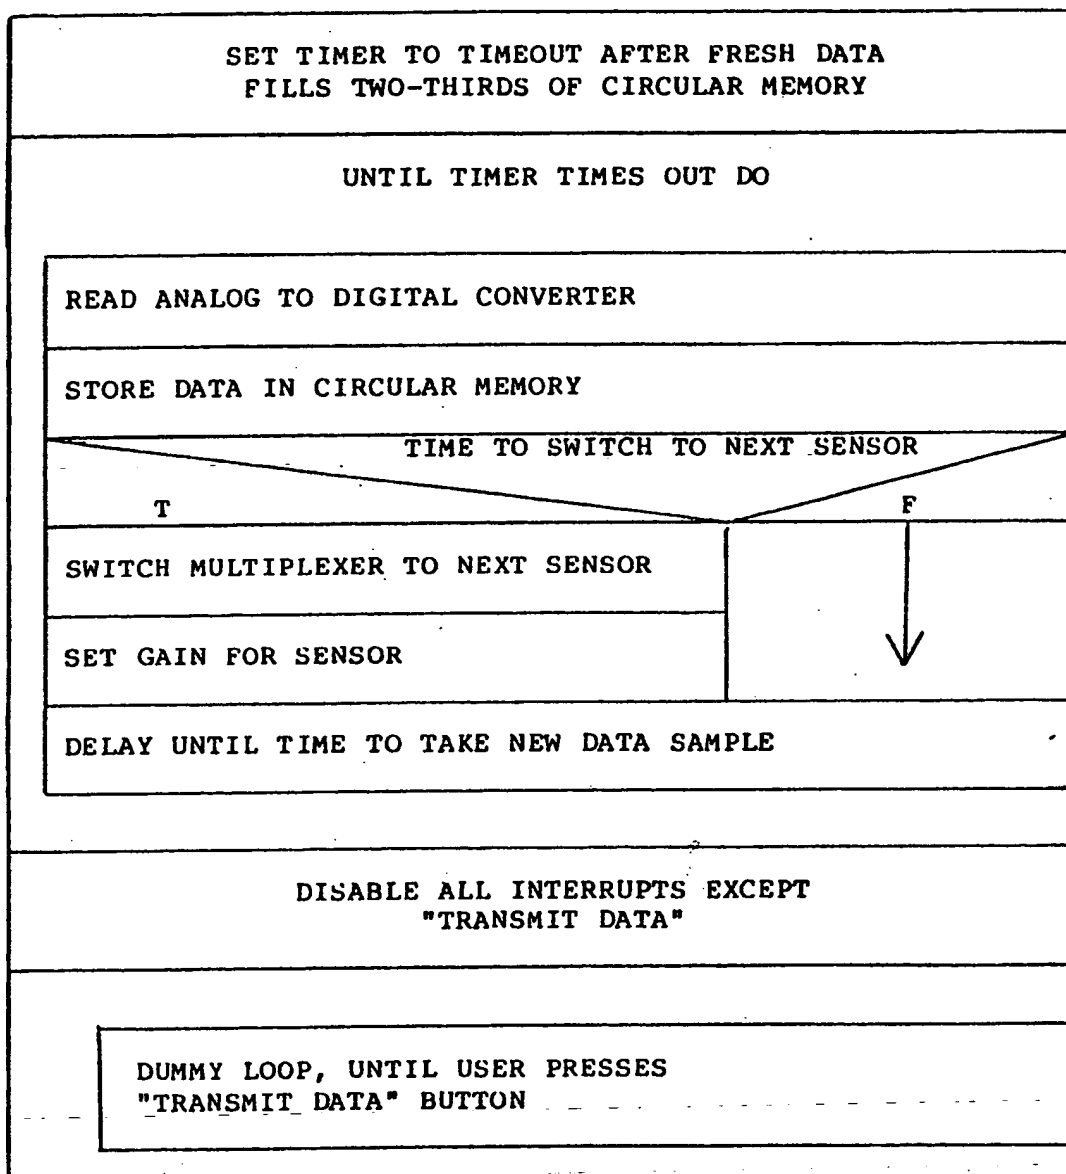 SET TIMER TO TIMEOUT AFTER FRESH DATA
FILLS TWO-THIRDS OF CIRCULAR MEMORY
UNTIL TIMER TIMES OUT DO
READ ANALOG TO DIGITAL CONVERTER
STORE DATA IN CIRCULAR MEMORY
TIME TO SWITCH TO NEXT SENSOR
T F
SWITCH MULTIPLEXER TO NEXT SENSOR
SET GAIN FOR SENSOR
DELAY UNTIL TIME TO TAKE NEW DATA SAMPLE
DISABLE ALL INTERRUPTS EXCEPT
"TRANSMIT DATA"
DUMMY LOOP, UNTIL USER PRESSES
"TRANSMIT DATA" BUTTON